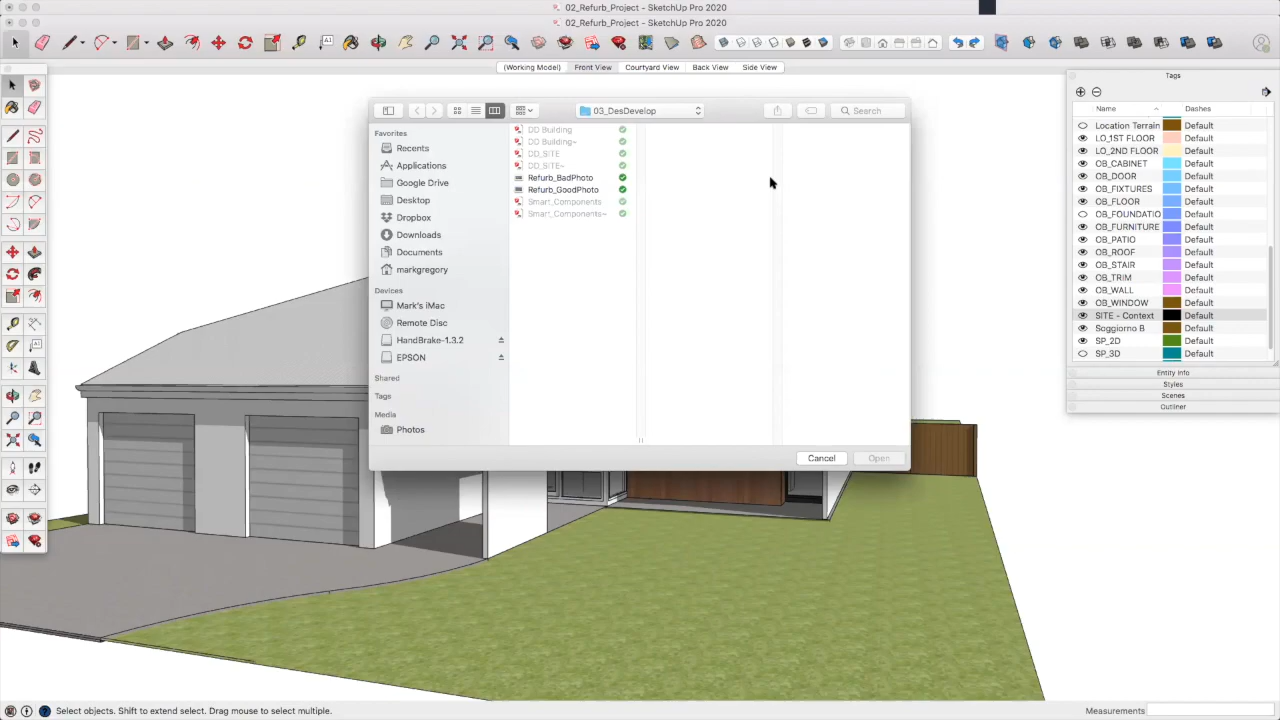 02_Refurb_Project - SketchUp Pro 2020
02_Refurb_Project - SketchUp Pro 2020
(Working Model) Front View Courtyard View Back View Side View
03_DesDevelop
Search
Favorites
Recents
Applications
Google Drive
Desktop
Dropbox
Downloads
Documents
markgregory
Devices
Mark's iMac
Remote Disc
HandBrake-1.3.2
EPSON
Shared
Tags
Media
Photos
DD Building
DD Building~
DD_SITE
DD_SITE~
Refurb_BadPhoto
Refurb_GoodPhoto
Smart_Components
Smart_Components~
Cancel Open
Tags
Name Dashes
Location Terrain Default
LO_1ST FLOOR Default
LO_2ND FLOOR Default
OB_CABINET Default
OB_DOOR Default
OB_FIXTURES Default
OB_FLOOR Default
OB_FOUNDATIO Default
OB_FURNITURE Default
OB_PATIO Default
OB_ROOF Default
OB_STAIR Default
OB_TRIM Default
OB_WALL Default
OB_WINDOW Default
SITE - Context Default
Soggiorno B Default
SP_2D Default
SP_3D Default
Entity Info
Styles
Scenes
Outliner
Select objects. Shift to extend select. Drag mouse to select multiple.
Measurements